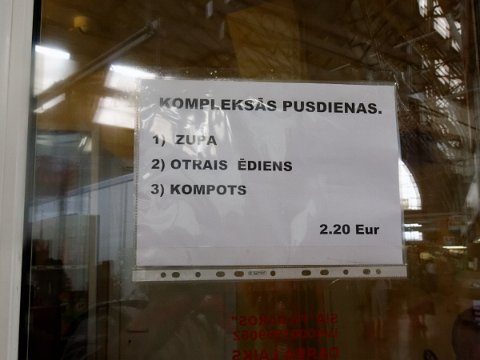 KOMPLEKSĀS PUSDIENAS.
1) ZUPA
2) OTRAIS ĒDIENS
3) KOMPOTS
2.20 Eur